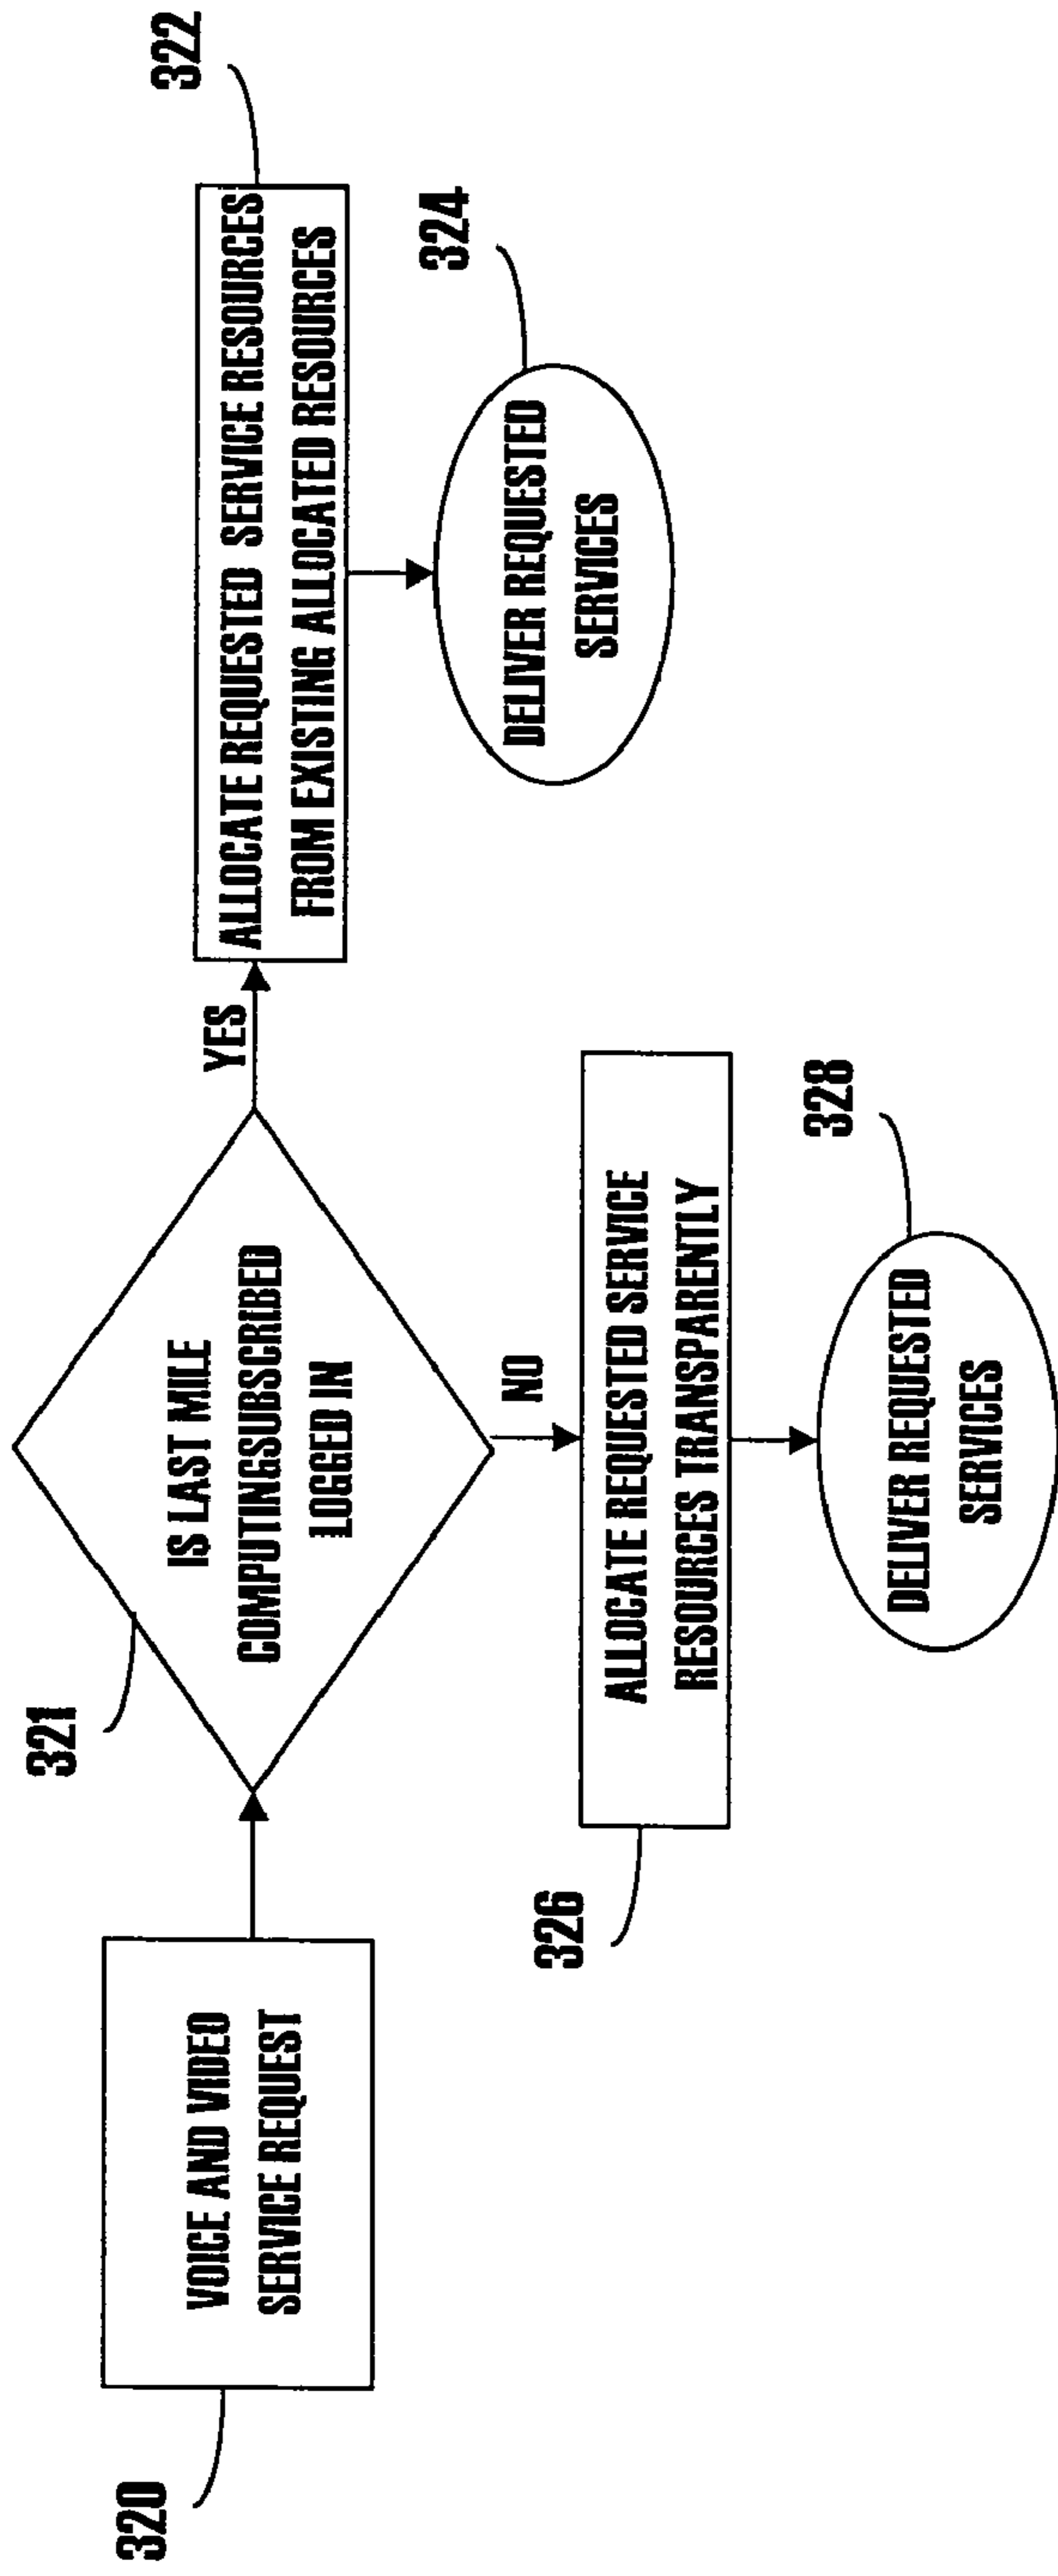 320
VOICE AND VIDEO
SERVICE REQUEST
321
IS LAST MILE
COMPUTINGSUBSCRIBED
LOGGED IN
YES
322
ALLOCATE REQUESTED SERVICE RESOURCES
FROM EXISTING ALLOCATED RESOURCES
324
DELIVER REQUESTED
SERVICES
NO
326
ALLOCATE REQUESTED SERVICE
RESOURCES TRANSPARENTLY
328
DELIVER REQUESTED
SERVICES